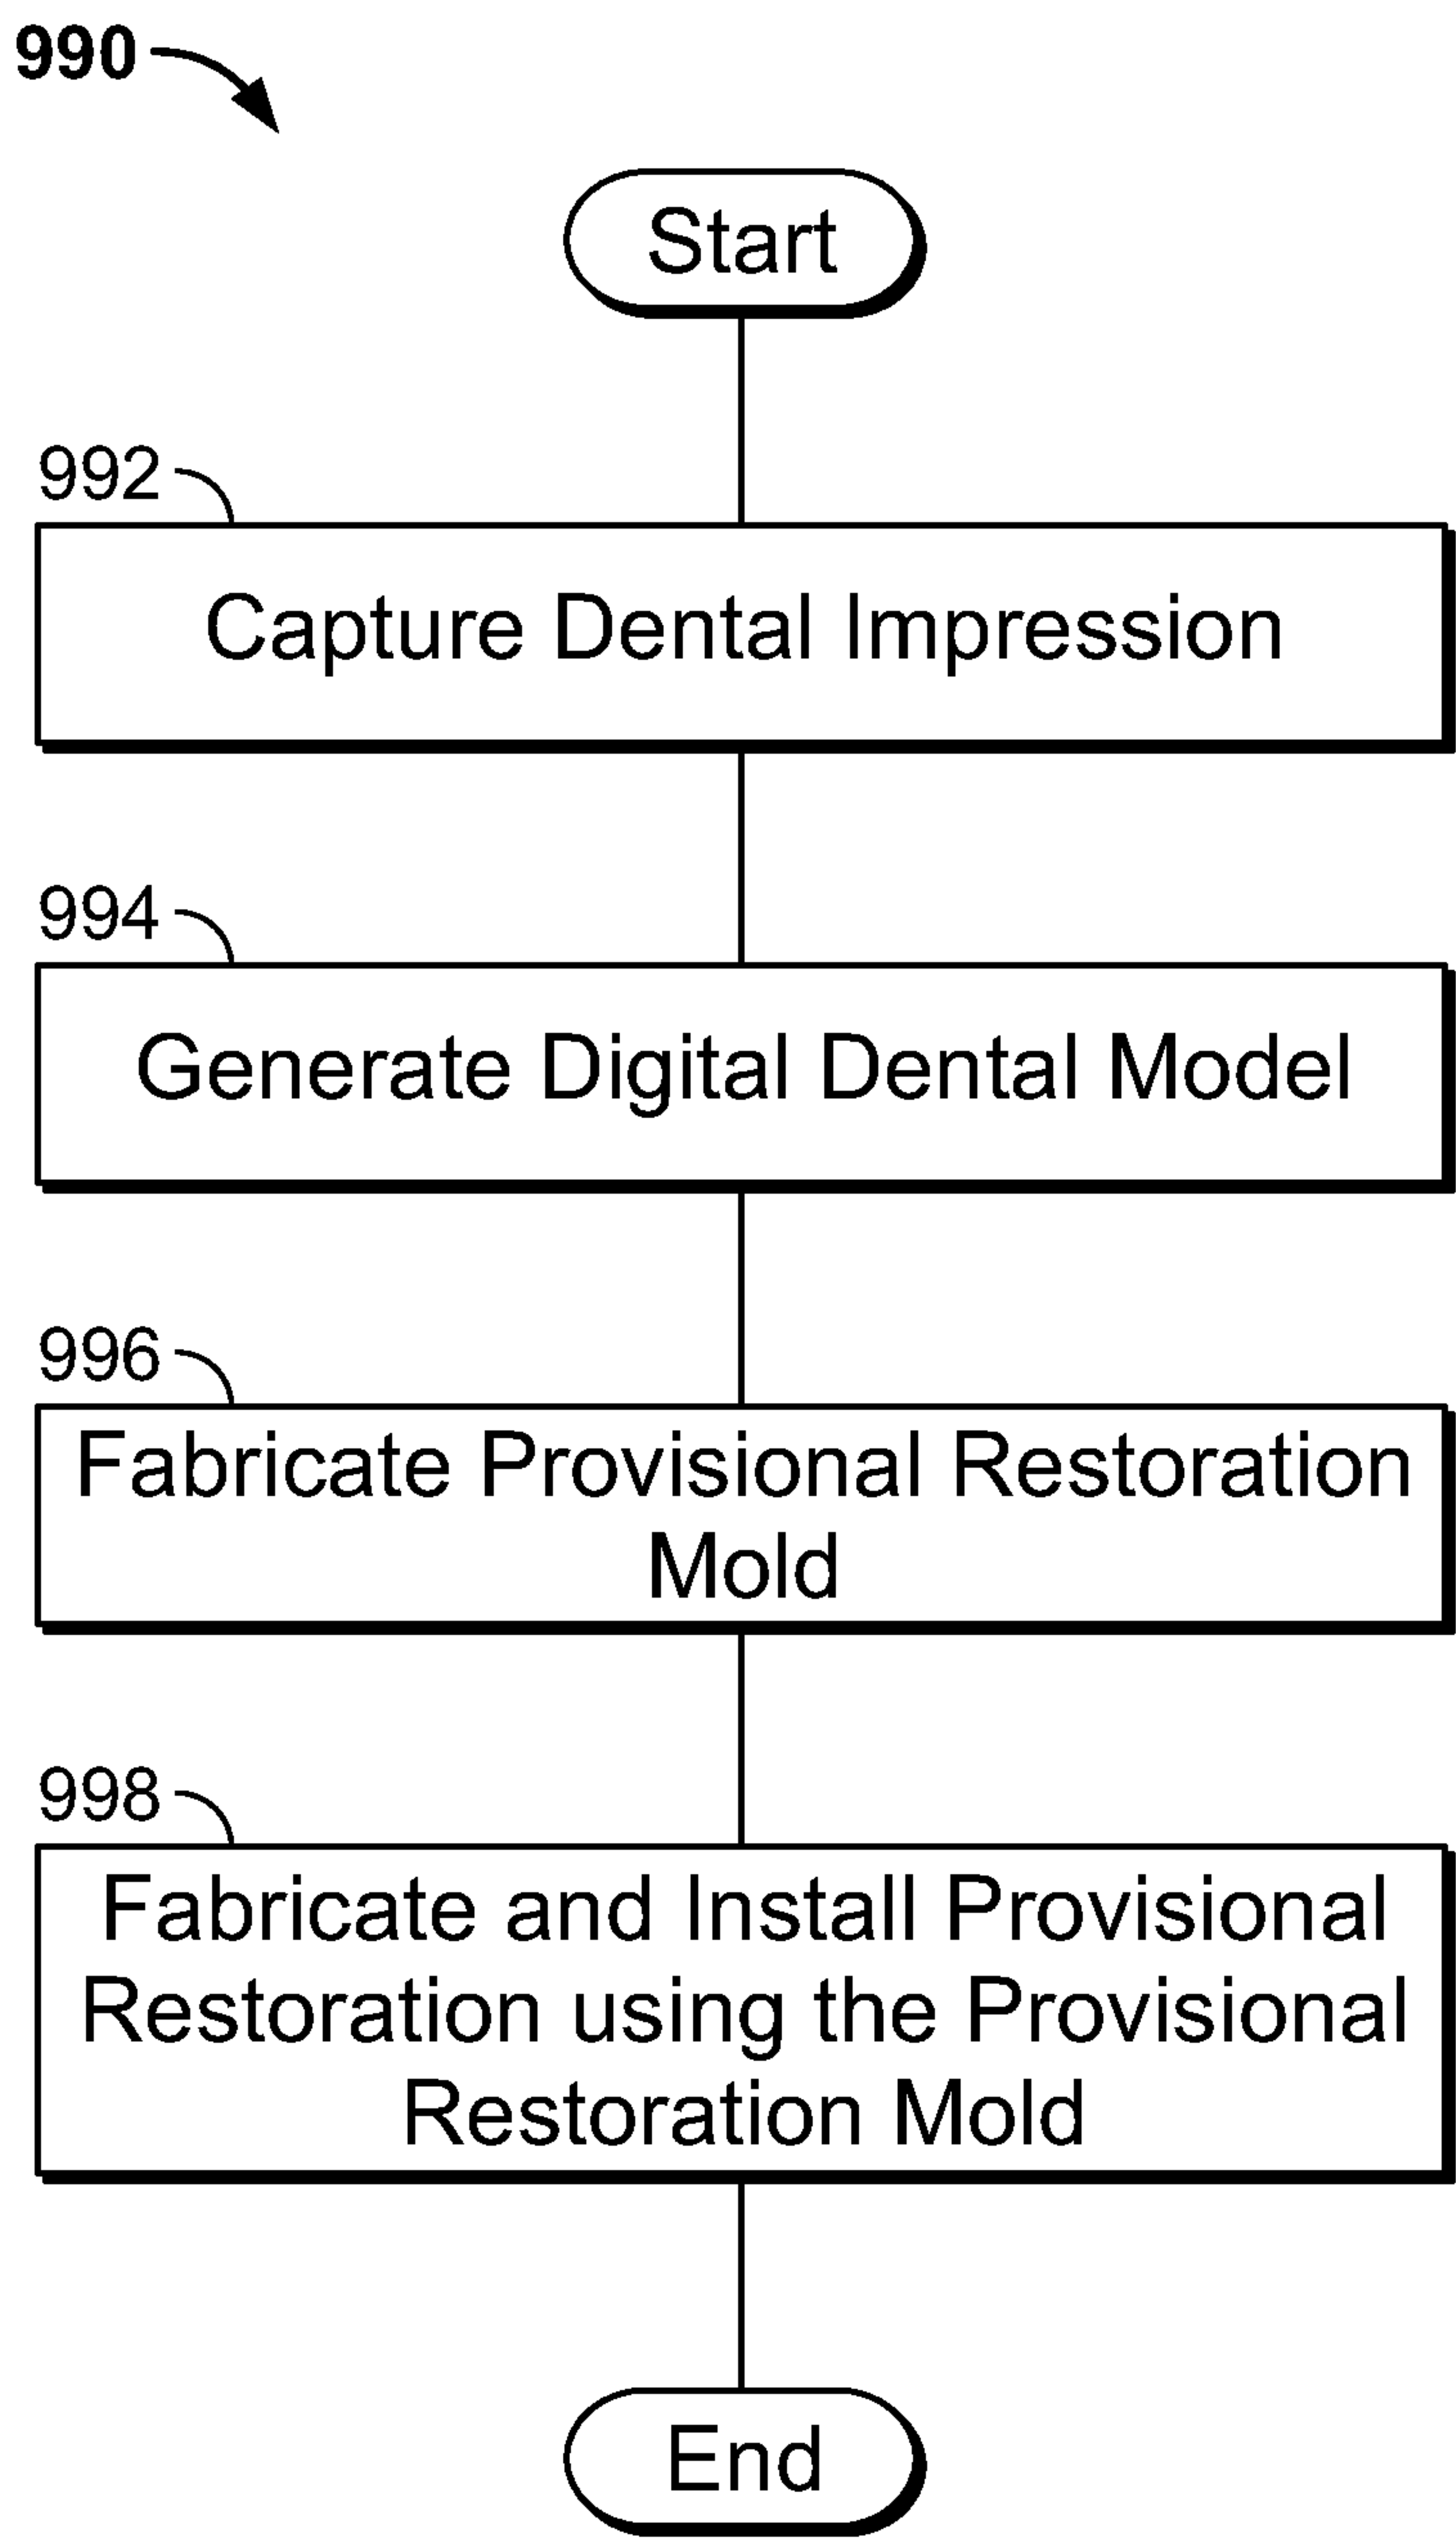 990
Start
992
Capture Dental Impression
994
Generate Digital Dental Model
996
Fabricate Provisional Restoration
Mold
998
Fabricate and Install Provisional
Restoration using the Provisional
Restoration Mold
End